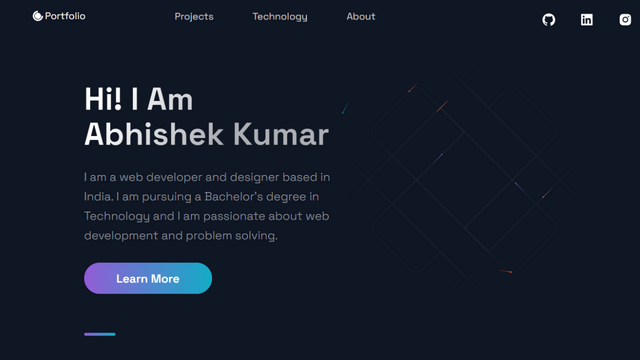 Portfolio
Projects
Technology
About
Hi! I Am
Abhishek Kumar
I am a web developer and designer based in
India. I am pursuing a Bachelor's degree in
Technology and I am passionate about web
development and problem solving.
Learn More